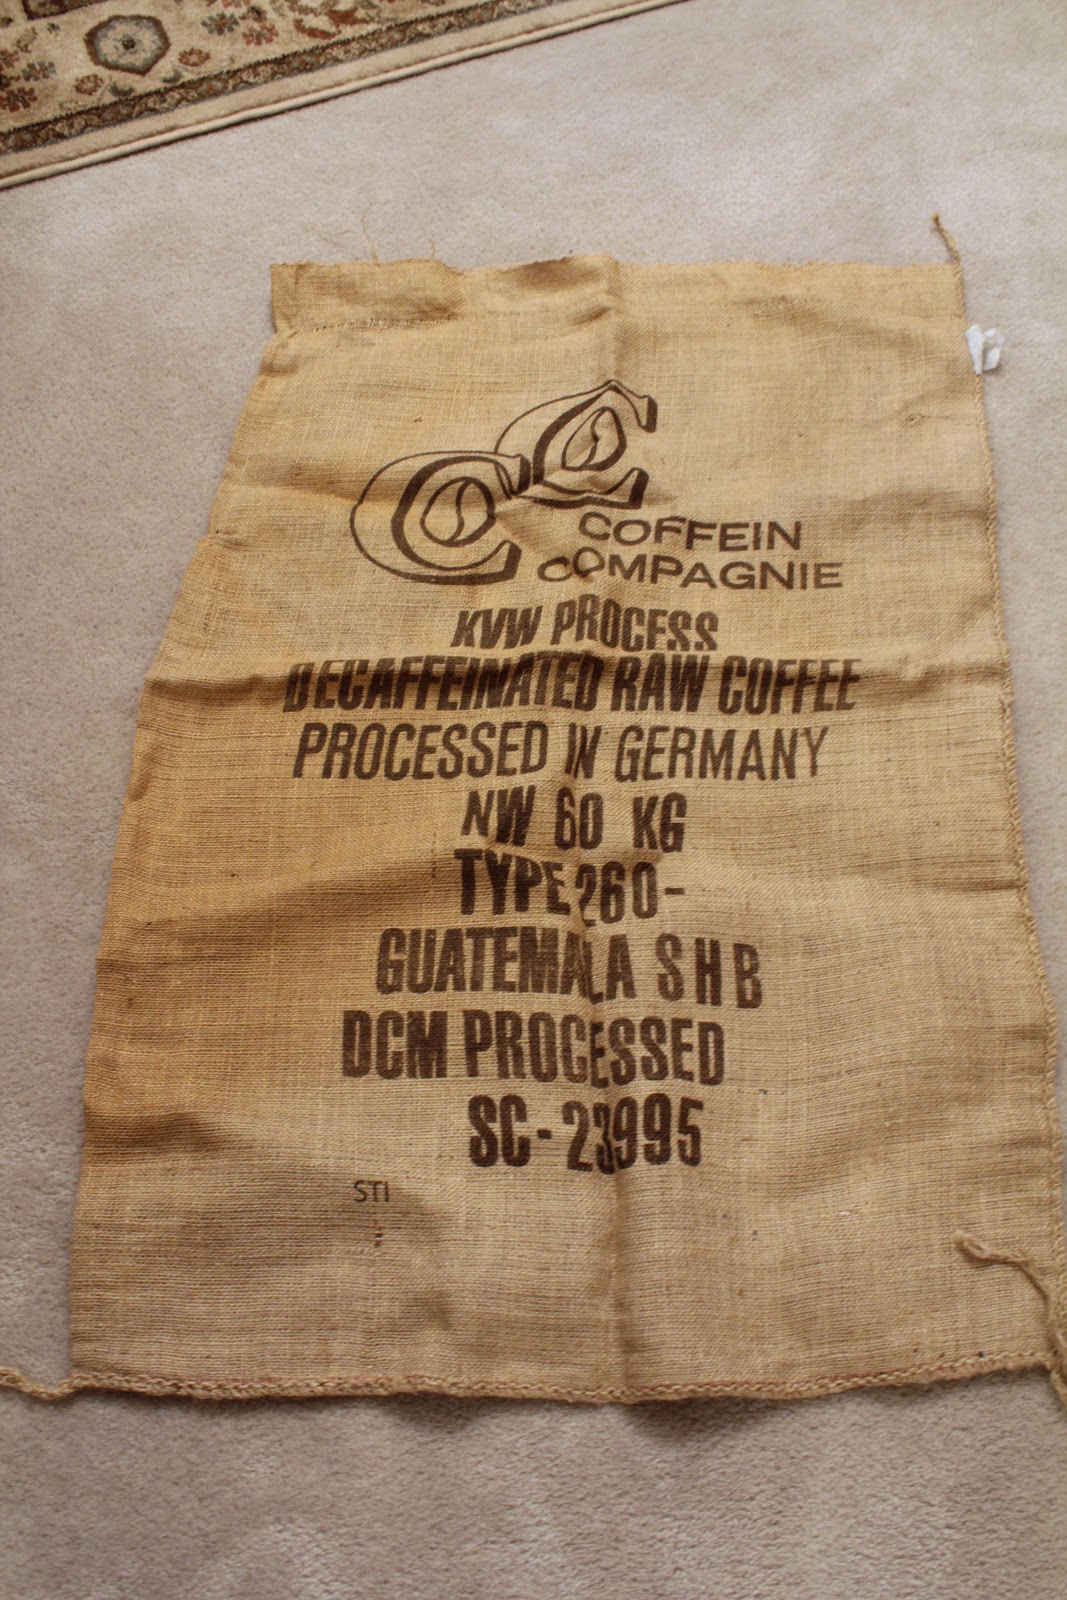 CC
COFFEIN
COMPAGNIE
KVW PROCESS
DECAFFEINATED RAW COFFEE
PROCESSED IN GERMANY
NW 60 KG
TYPE 260-
GUATEMALA SHB
DCM PROCESSED
SC-23995
STI